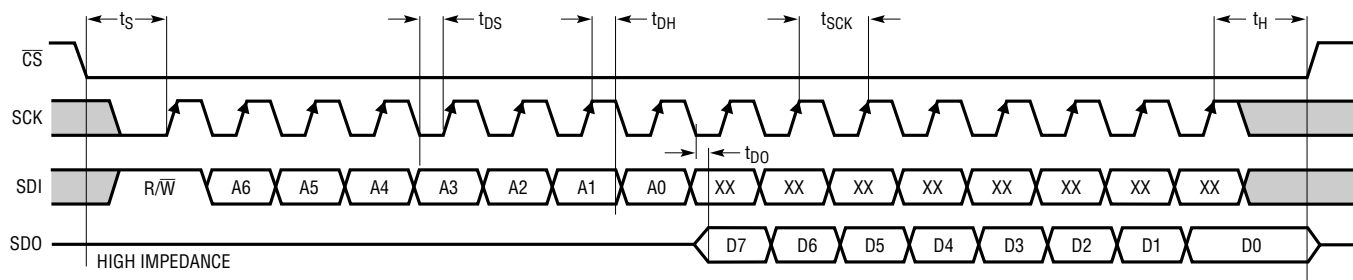 tS tDS tDH tSCK tH
CS
SCK
tDO
SDI R/W A6 A5 A4 A3 A2 A1 A0 XX XX XX XX XX XX XX XX
SDO D7 D6 D5 D4 D3 D2 D1 D0
HIGH IMPEDANCE